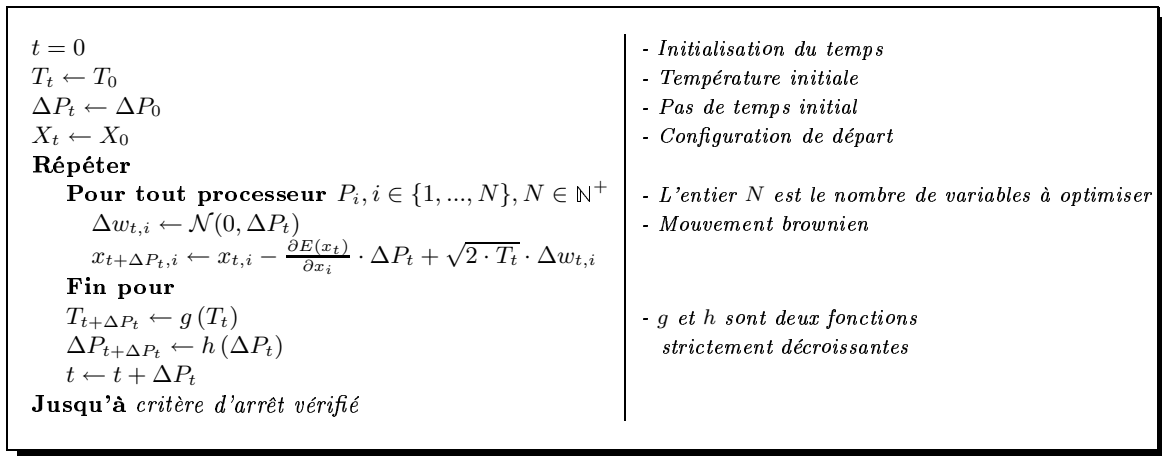 t = 0 - Initialisation du temps
T_t ← T_0 - Température initiale
ΔP_t ← ΔP_0 - Pas de temps initial
X_t ← X_0 - Configuration de départ
Répéter
Pour tout processeur P_i, i ∈ {1, ..., N}, N ∈ ℕ^+ - L'entier N est le nombre de variables à optimiser
Δw_{t,i} ← 𝒩(0, ΔP_t) - Mouvement brownien
x_{t+ΔP_t,i} ← x_{t,i} − \frac{∂E(x_t)}{∂x_i} · ΔP_t + \sqrt{2 · T_t} · Δw_{t,i}
Fin pour
T_{t+ΔP_t} ← g (T_t) - g et h sont deux fonctions
ΔP_{t+ΔP_t} ← h (ΔP_t) strictement décroissantes
t ← t + ΔP_t
Jusqu'à critère d'arrêt vérifié